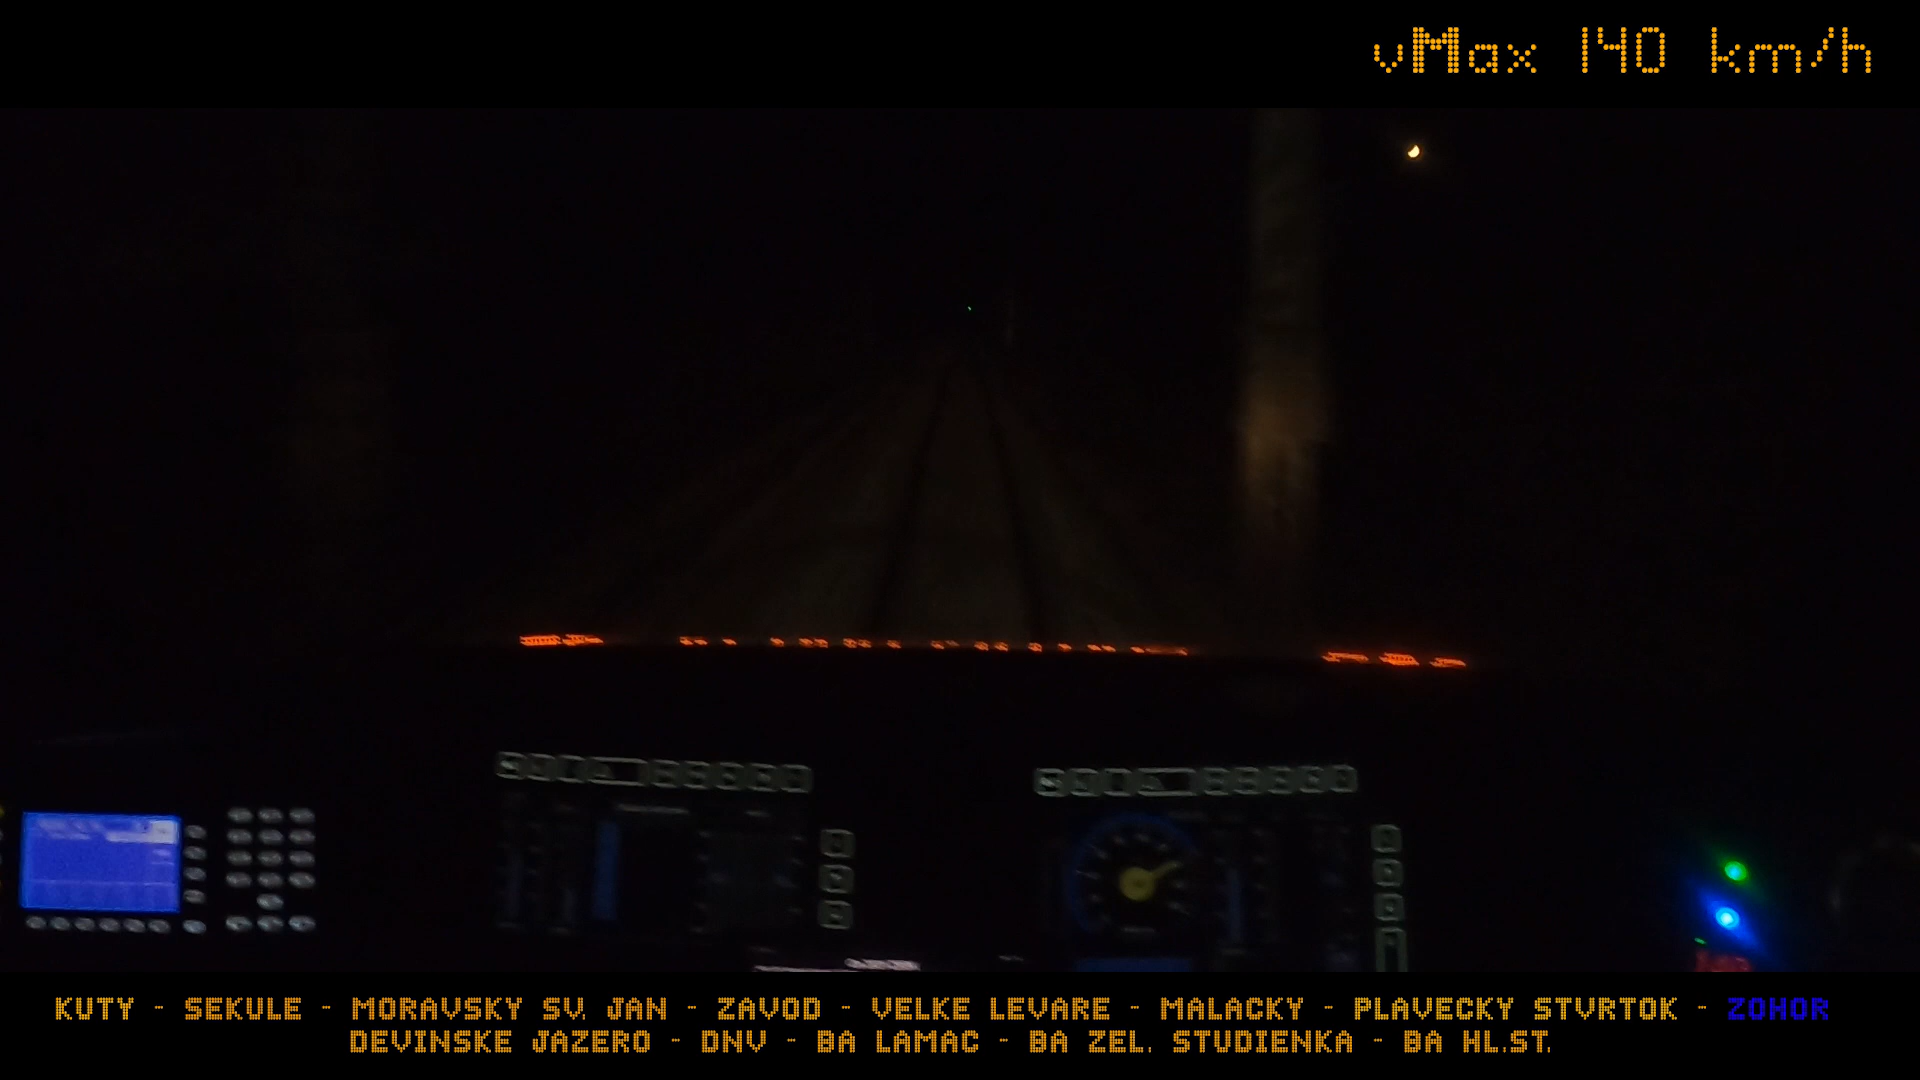 vMax 140 km/h
KUTY - SEKULE - MORAVSKY SV. JAN - ZAVOD - VELKE LEVARE - MALACKY - PLAVECKY STVRTOK - ZOHOR
DEVINSKE JAZERO - DNV - BA LAMAC - BA ZEL. STUDIENKA - BA HL.ST.